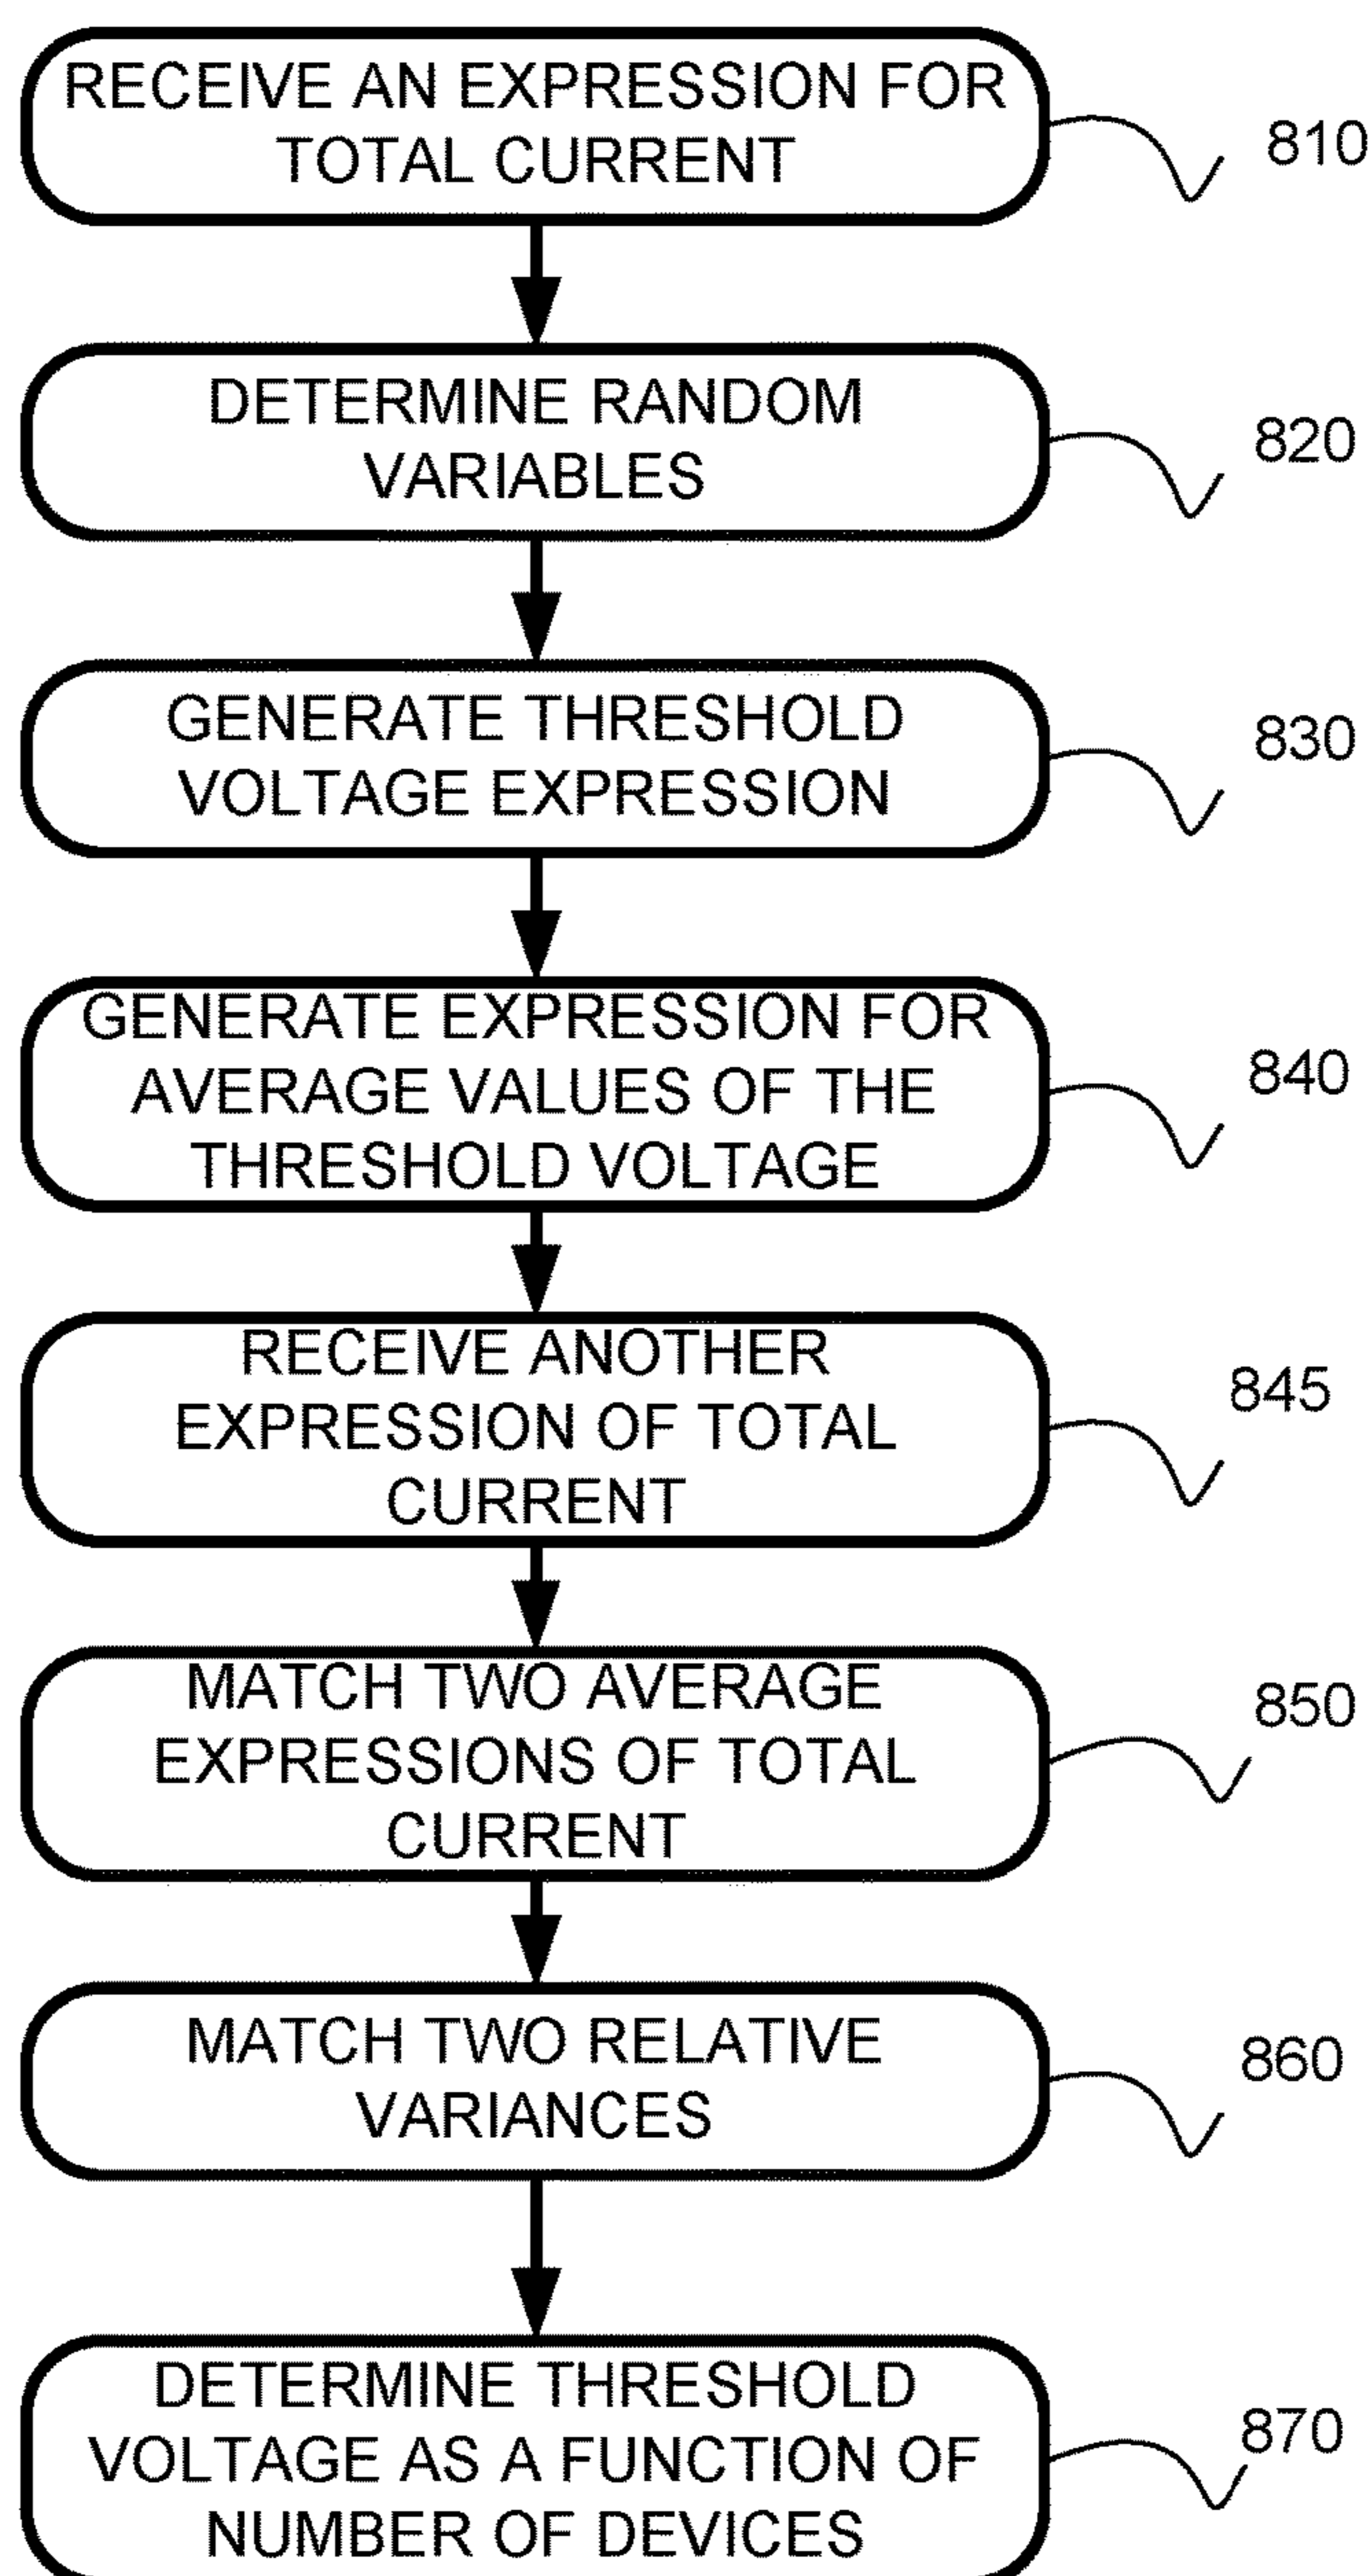 RECEIVE AN EXPRESSION FOR
TOTAL CURRENT
810
DETERMINE RANDOM
VARIABLES
820
GENERATE THRESHOLD
VOLTAGE EXPRESSION
830
GENERATE EXPRESSION FOR
AVERAGE VALUES OF THE
THRESHOLD VOLTAGE
840
RECEIVE ANOTHER
EXPRESSION OF TOTAL
CURRENT
845
MATCH TWO AVERAGE
EXPRESSIONS OF TOTAL
CURRENT
850
MATCH TWO RELATIVE
VARIANCES
860
DETERMINE THRESHOLD
VOLTAGE AS A FUNCTION OF
NUMBER OF DEVICES
870